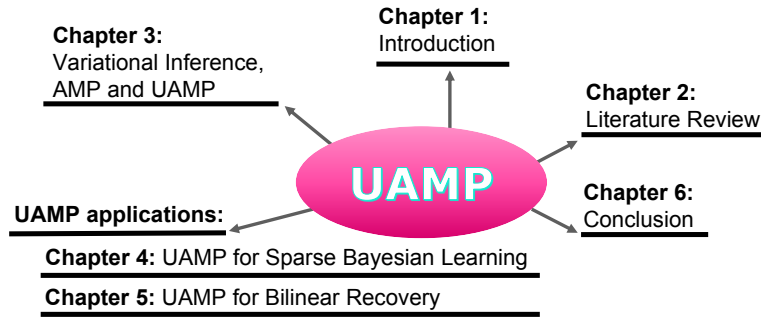 Chapter 1:
Introduction
Chapter 3:
Variational Inference,
AMP and UAMP
Chapter 2:
Literature Review
UAMP
Chapter 6:
Conclusion
UAMP applications:
Chapter 4: UAMP for Sparse Bayesian Learning
Chapter 5: UAMP for Bilinear Recovery